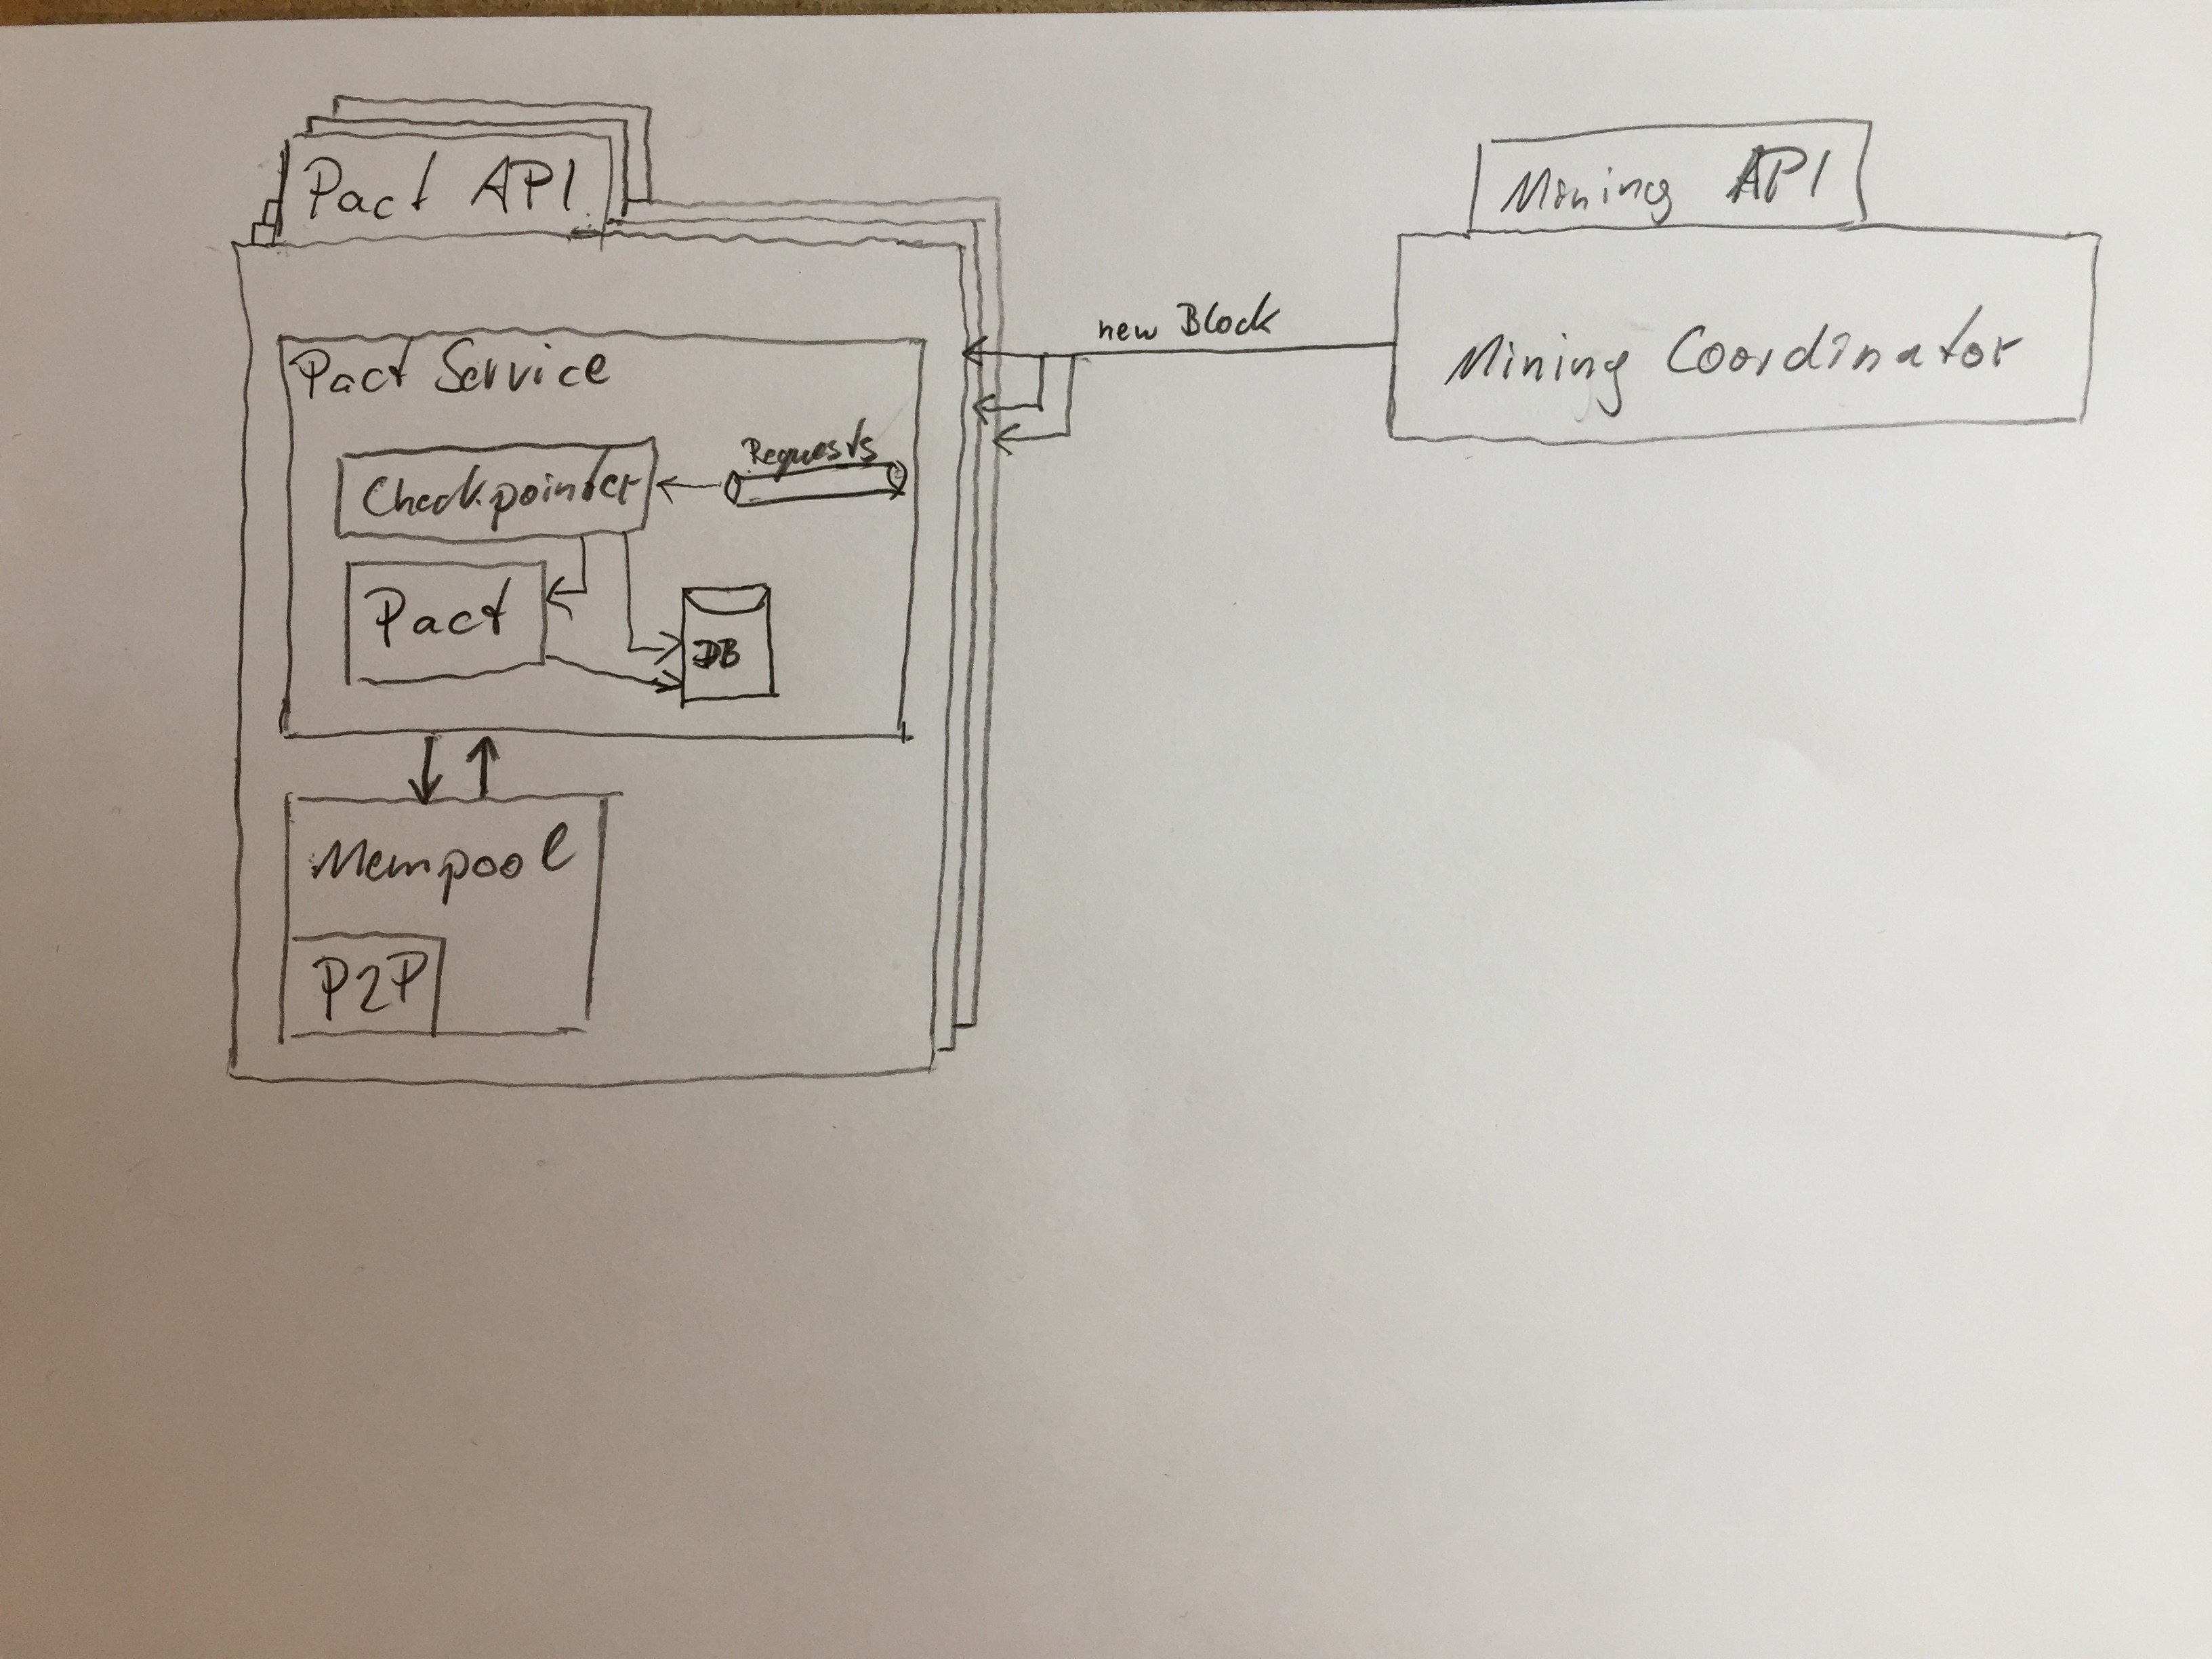 Pact API
Mining API
new Block
Mining Coordinator
Pact Service
Requests
Checkpointer
Pact
DB
Mempool
P2P